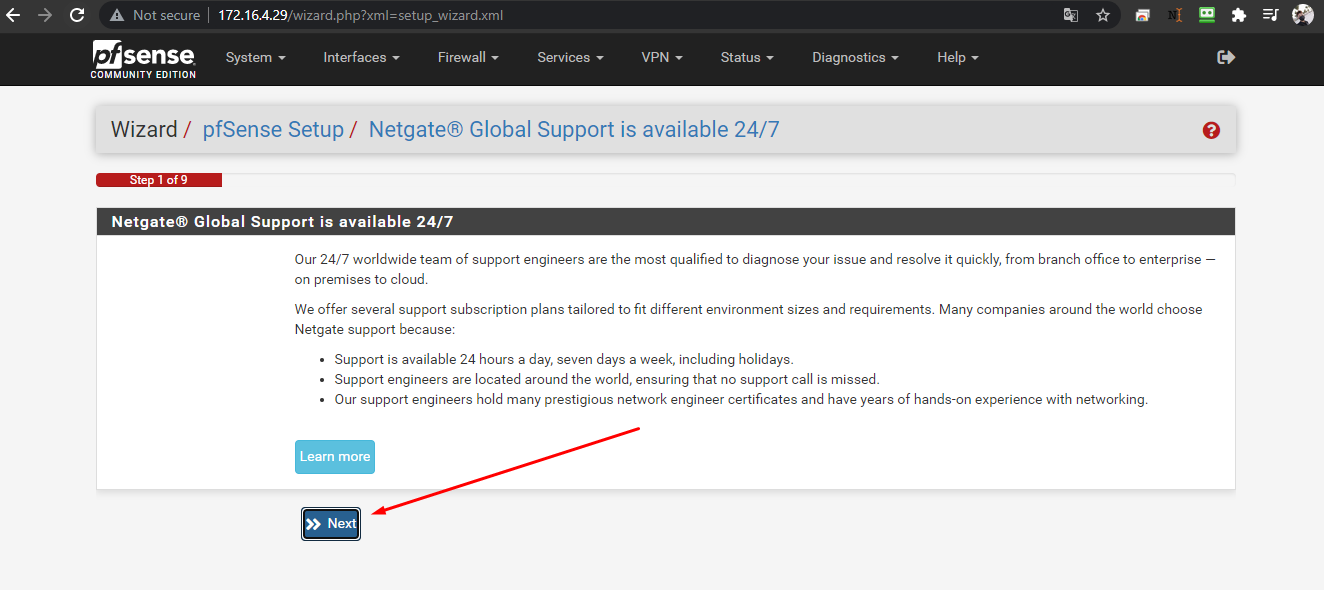 Not secure 172.16.4.29/wizard.php?xml=setup_wizard.xml
pfsense
COMMUNITY EDITION
System Interfaces Firewall Services VPN Status Diagnostics Help
Wizard / pfSense Setup / Netgate® Global Support is available 24/7
Step 1 of 9
Netgate® Global Support is available 24/7
Our 24/7 worldwide team of support engineers are the most qualified to diagnose your issue and resolve it quickly, from branch office to enterprise —
on premises to cloud.
We offer several support subscription plans tailored to fit different environment sizes and requirements. Many companies around the world choose
Netgate support because:
• Support is available 24 hours a day, seven days a week, including holidays.
• Support engineers are located around the world, ensuring that no support call is missed.
• Our support engineers hold many prestigious network engineer certificates and have years of hands-on experience with networking.
Learn more
Next